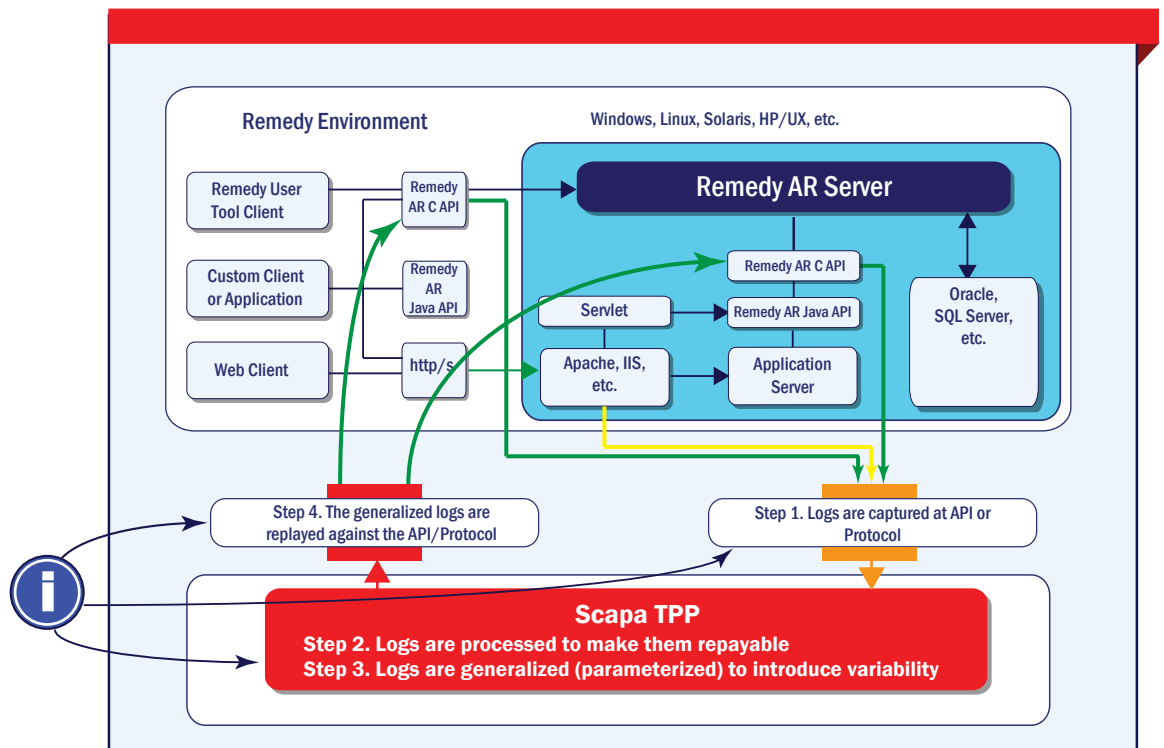 Remedy Environment
Windows, Linux, Solaris, HP/UX, etc.
Remedy User
Tool Client
Remedy
AR C API
Remedy AR Server
Custom Client
or Application
Remedy
AR
Java API
Remedy AR C API
Servlet
Remedy AR Java API
Oracle,
SQL Server,
etc.
Web Client
http/s
Apache, IIS,
etc.
Application
Server
Step 4. The generalized logs are
replayed against the API/Protocol
Step 1. Logs are captured at API or
Protocol
i
Scapa TPP
Step 2. Logs are processed to make them repayable
Step 3. Logs are generalized (parameterized) to introduce variability